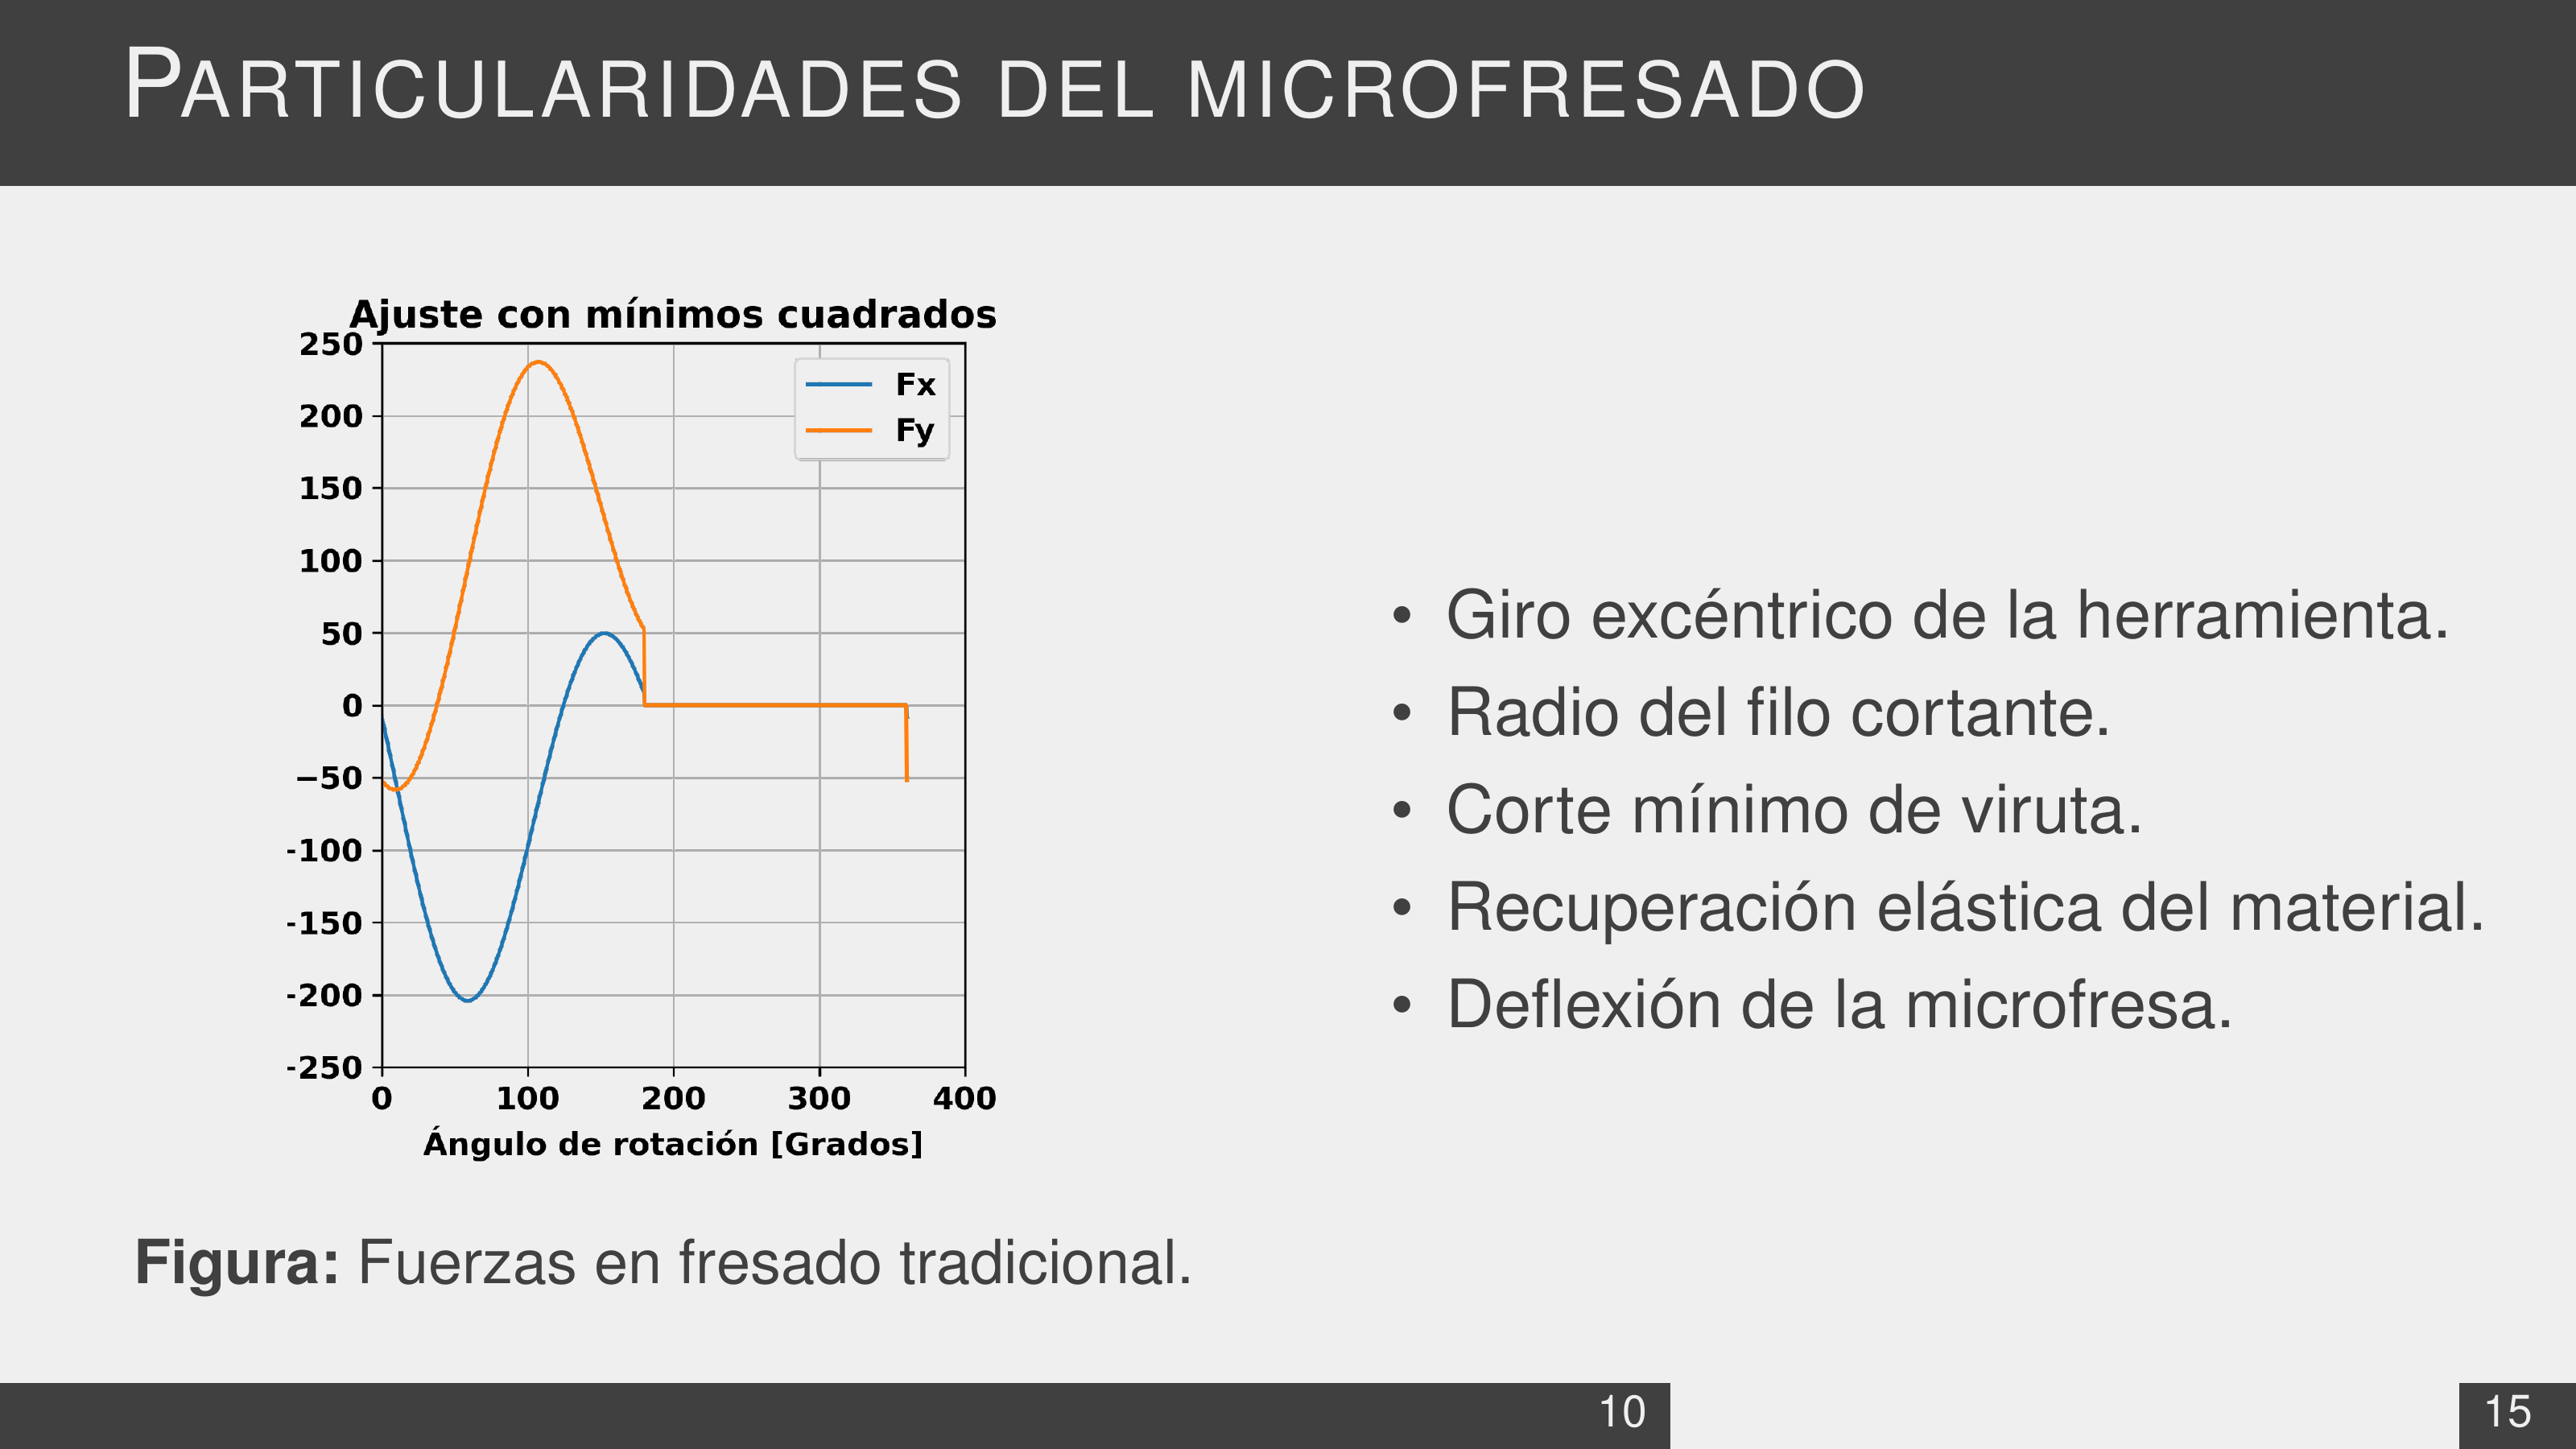 PARTICULARIDADES DEL MICROFRESADO
Ajuste con mínimos cuadrados
250
200
150
100
50
0
−50
-100
-150
-200
-250
Fx
Fy
0 100 200 300 400
Ángulo de rotación [Grados]
Figura: Fuerzas en fresado tradicional.
• Giro excéntrico de la herramienta.
• Radio del filo cortante.
• Corte mínimo de viruta.
• Recuperación elástica del material.
• Deflexión de la microfresa.
10
15